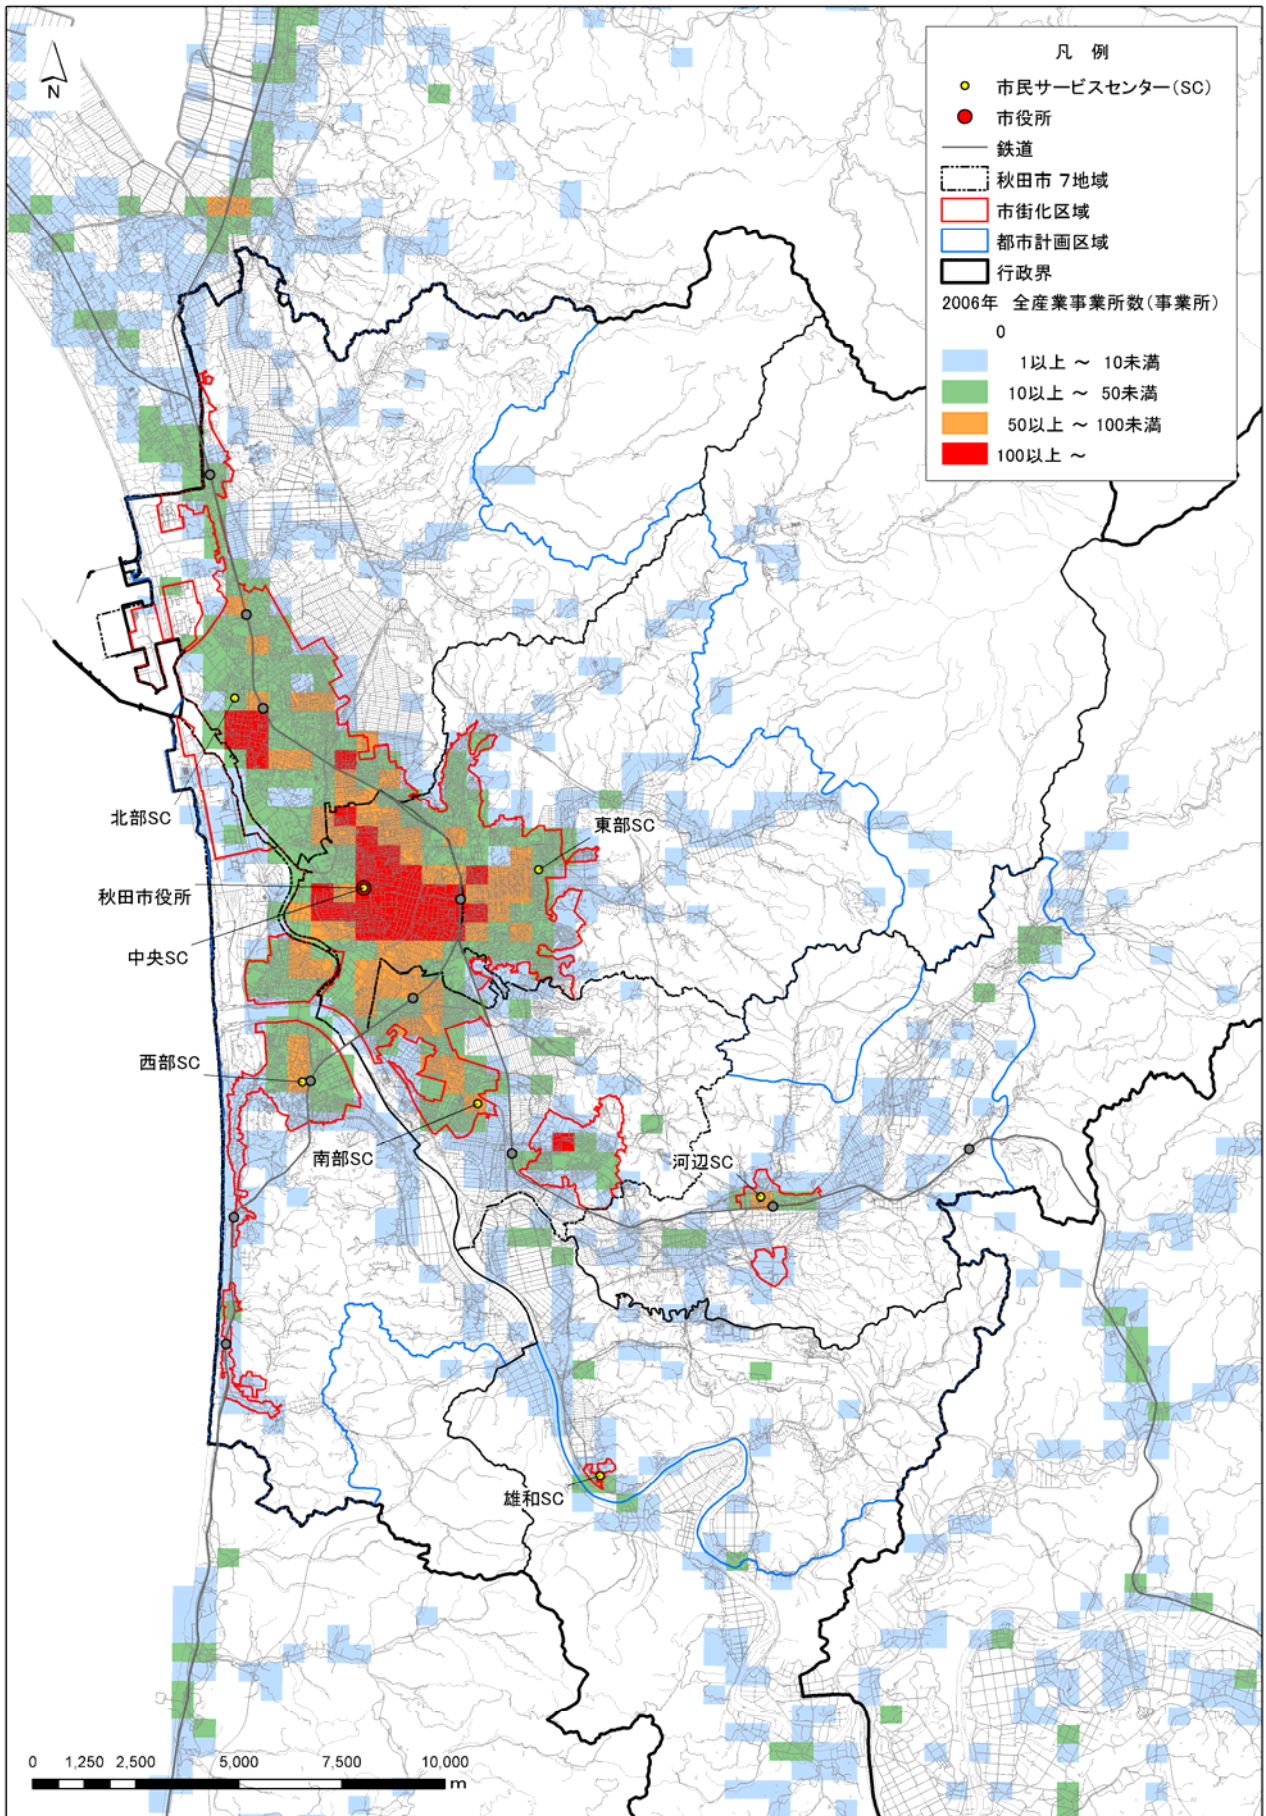 N
凡 例
市民サービスセンター(SC)
市役所
鉄道
秋田市 7地域
市街化区域
都市計画区域
行政界
2006年 全産業事業所数(事業所)
0
1以上 ～ 10未満
10以上 ～ 50未満
50以上 ～ 100未満
100以上 ～
北部SC
東部SC
秋田市役所
中央SC
西部SC
南部SC
河辺SC
雄和SC
0 1,250 2,500 5,000 7,500 10,000
m